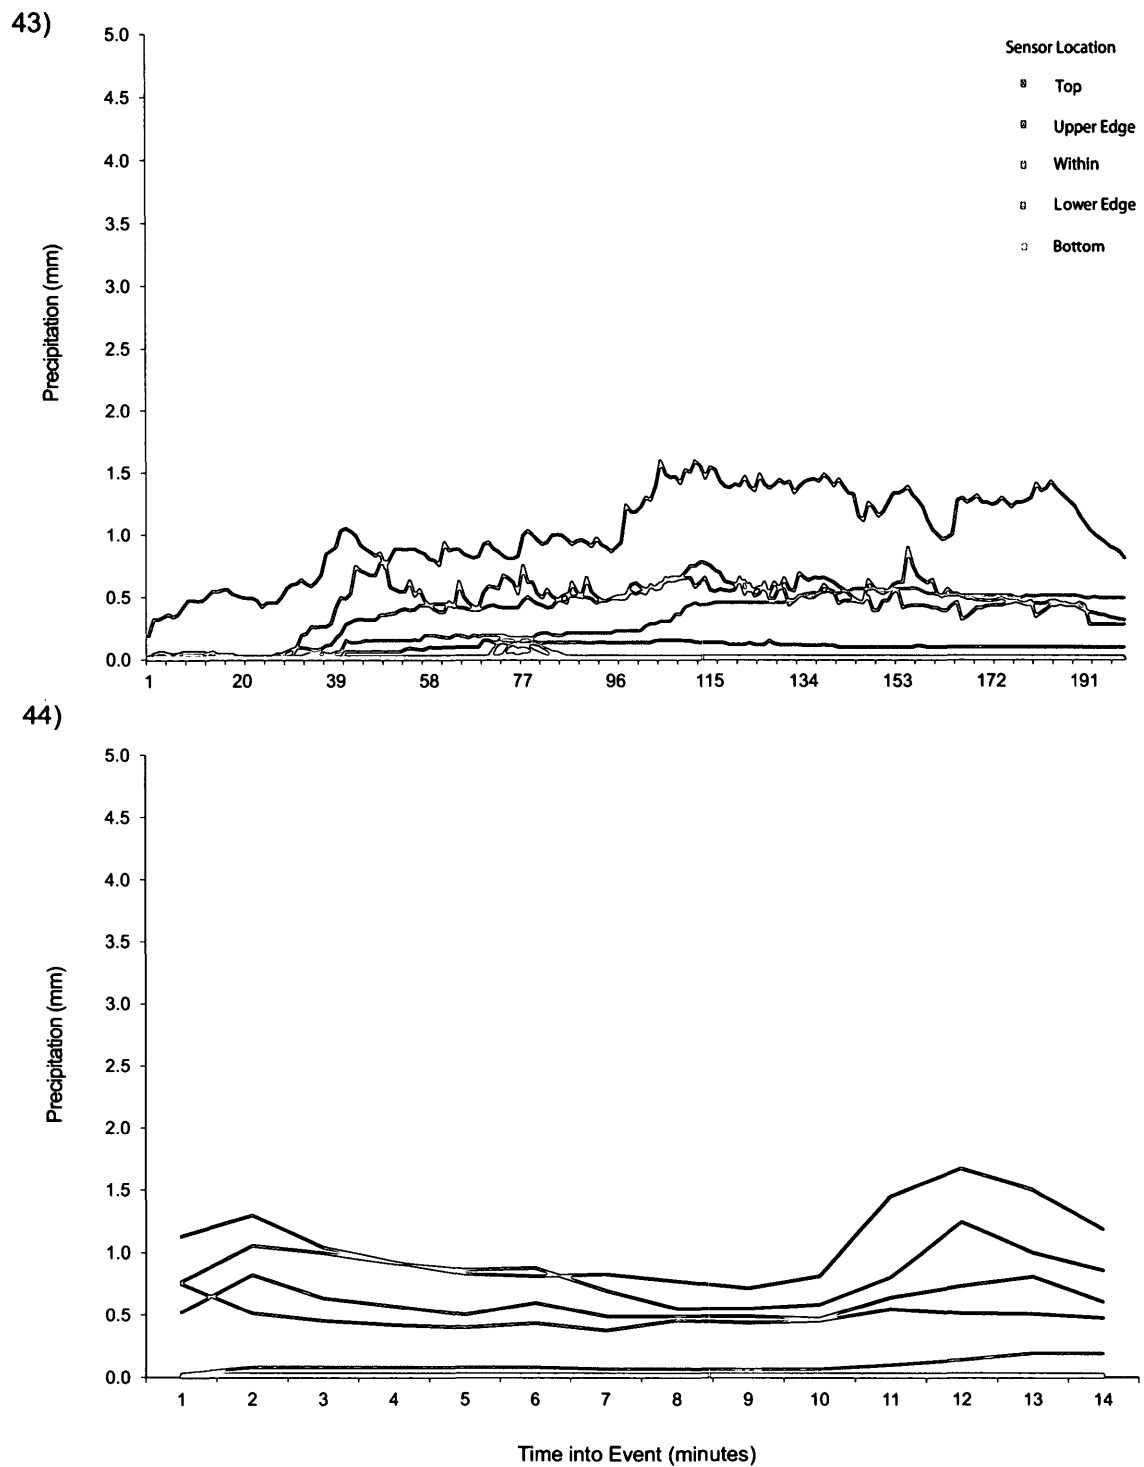 43)
Precipitation (mm)
5.0
4.5
4.0
3.5
3.0
2.5
2.0
1.5
1.0
0.5
0.0
Sensor Location
Top
Upper Edge
Within
Lower Edge
Bottom
1 20 39 58 77 96 115 134 153 172 191
44)
Precipitation (mm)
5.0
4.5
4.0
3.5
3.0
2.5
2.0
1.5
1.0
0.5
0.0
1 2 3 4 5 6 7 8 9 10 11 12 13 14
Time into Event (minutes)